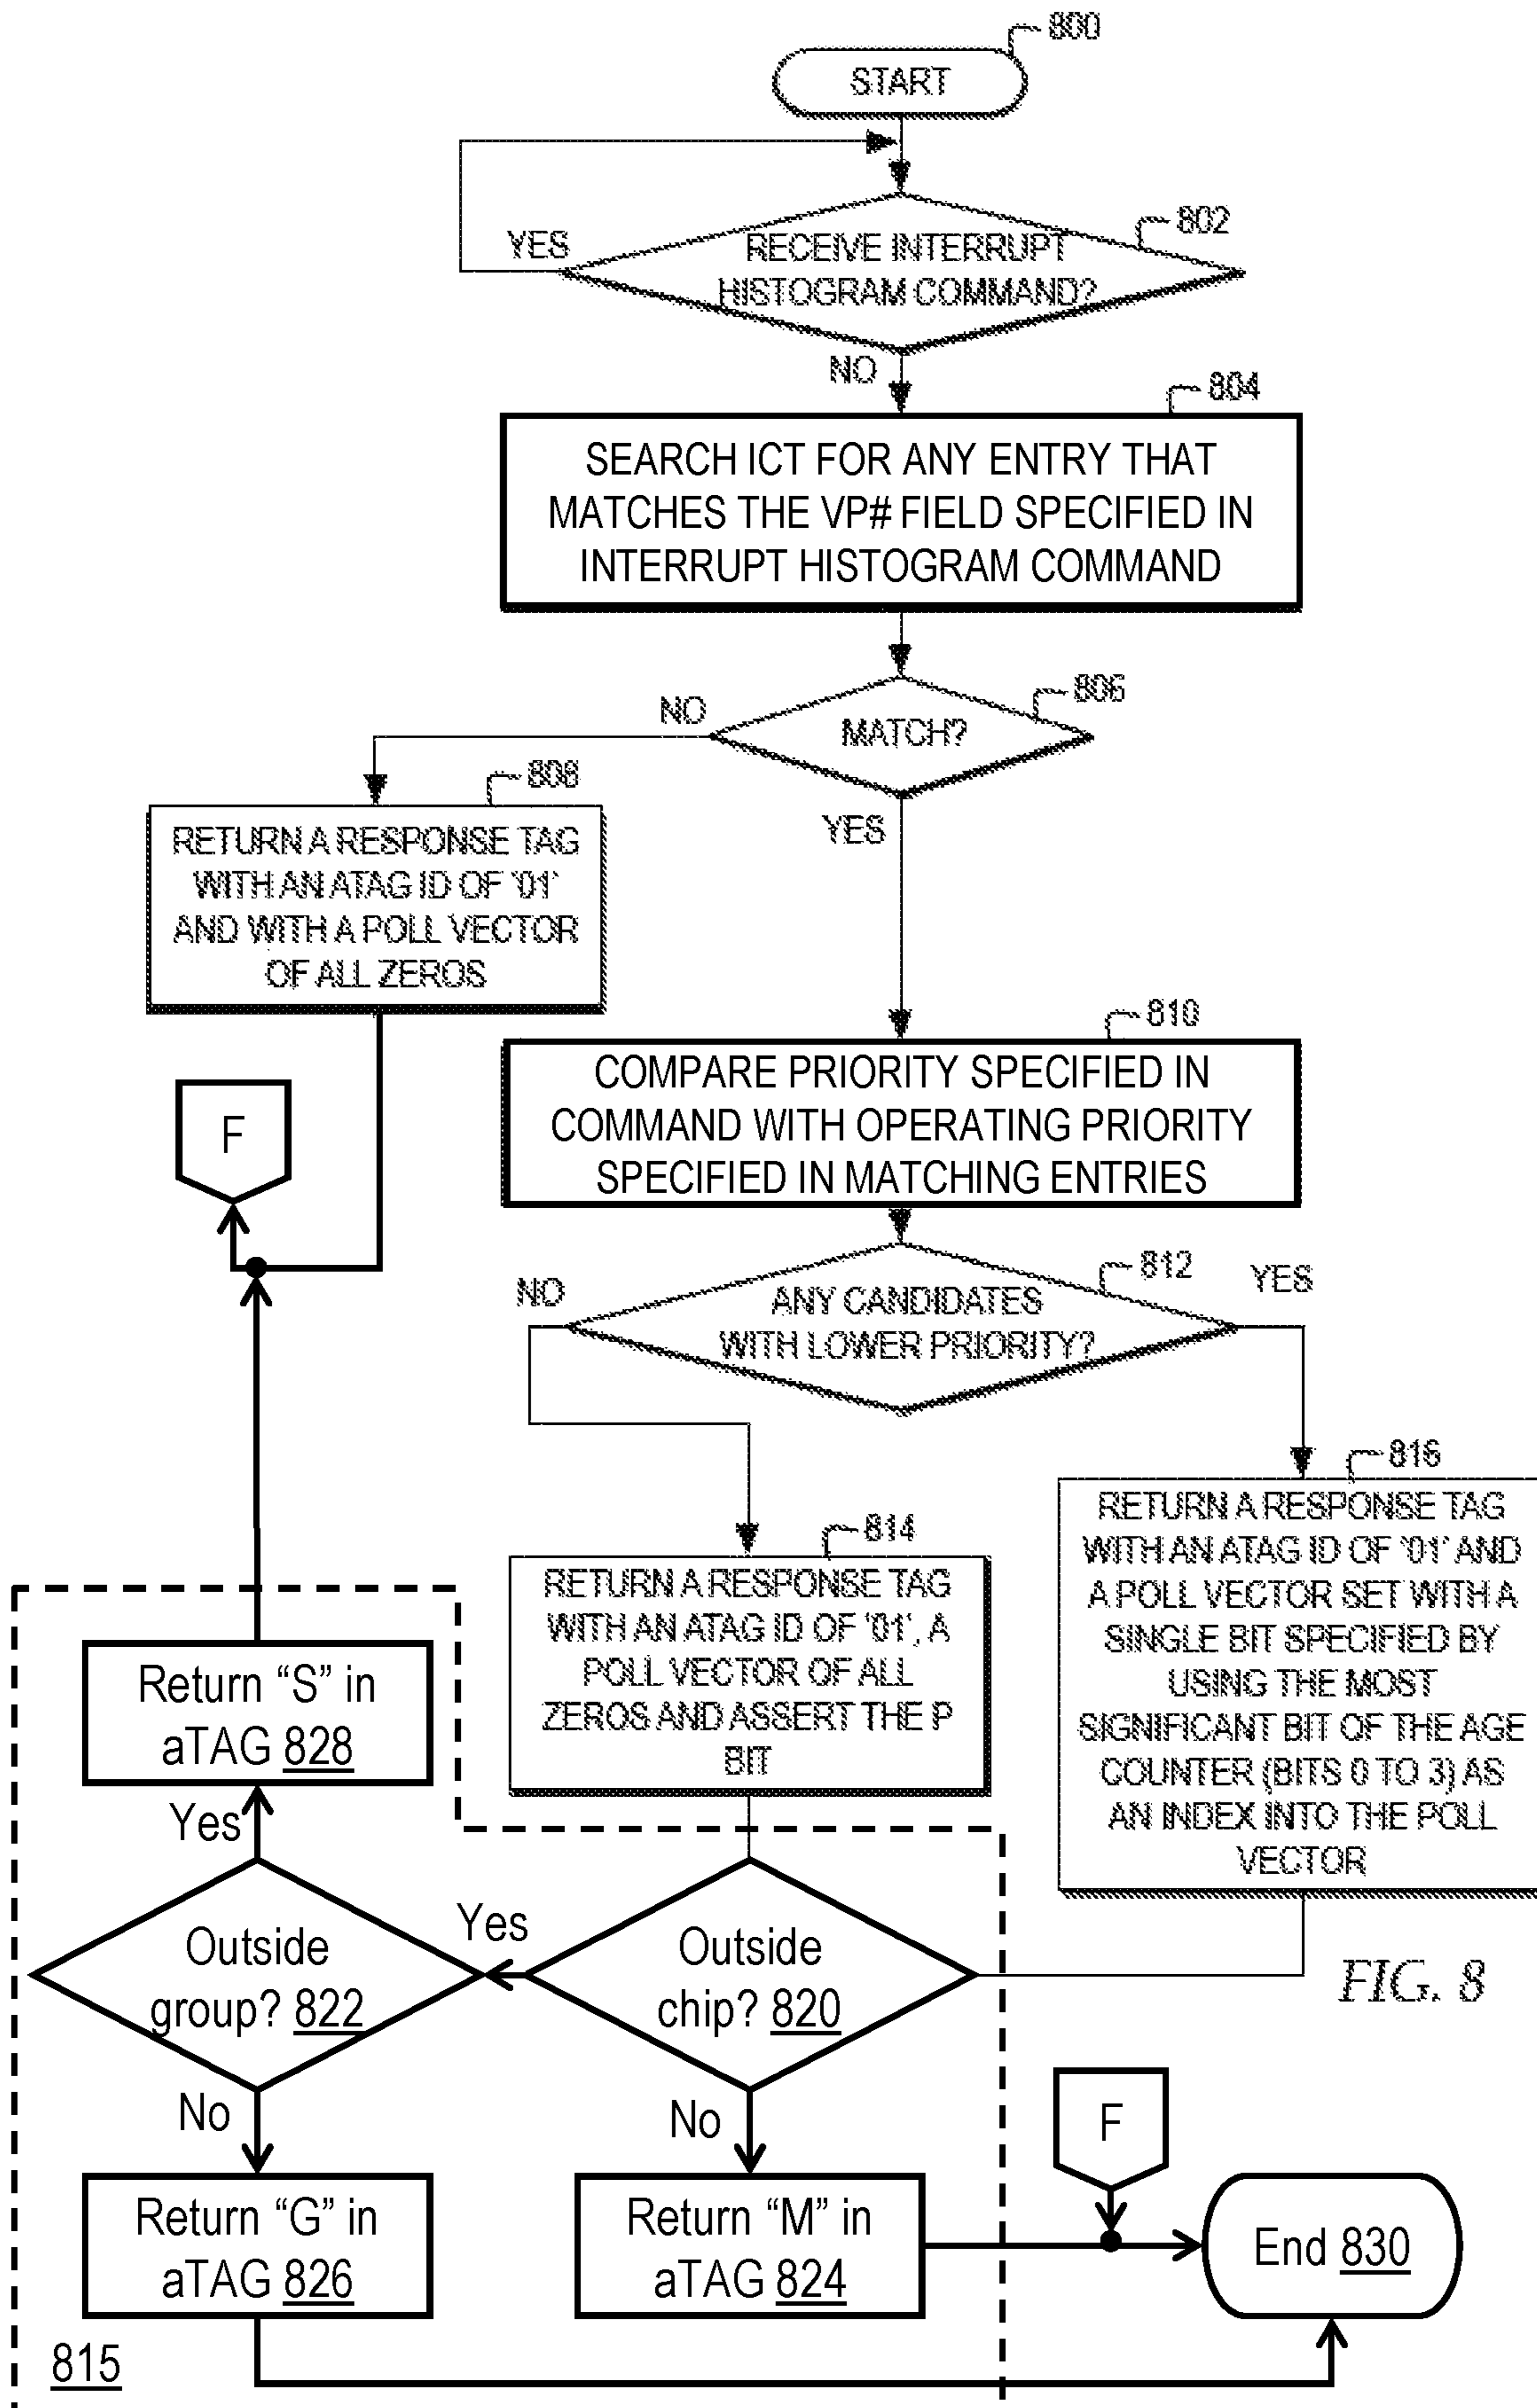 800
START
802
YES
RECEIVE INTERRUPT
HISTOGRAM COMMAND?
NO
804
SEARCH ICT FOR ANY ENTRY THAT
MATCHES THE VP# FIELD SPECIFIED IN
INTERRUPT HISTOGRAM COMMAND
806
NO
MATCH?
808
YES
RETURN A RESPONSE TAG
WITH AN ATAG ID OF '01'
AND WITH A POLL VECTOR
OF ALL ZEROS
810
COMPARE PRIORITY SPECIFIED IN
COMMAND WITH OPERATING PRIORITY
SPECIFIED IN MATCHING ENTRIES
F
812
NO
YES
ANY CANDIDATES
WITH LOWER PRIORITY?
816
RETURN A RESPONSE TAG
WITH AN ATAG ID OF '01' AND
A POLL VECTOR SET WITH A
SINGLE BIT SPECIFIED BY
USING THE MOST
SIGNIFICANT BIT OF THE AGE
COUNTER (BITS 0 TO 3) AS
AN INDEX INTO THE POLL
VECTOR
814
RETURN A RESPONSE TAG
WITH AN ATAG ID OF '01', A
POLL VECTOR OF ALL
ZEROS AND ASSERT THE P
BIT
Return "S" in
aTAG 828
Yes
Outside
group? 822
Yes
Outside
chip? 820
FIG. 8
No
No
F
Return "G" in
aTAG 826
Return "M" in
aTAG 824
End 830
815